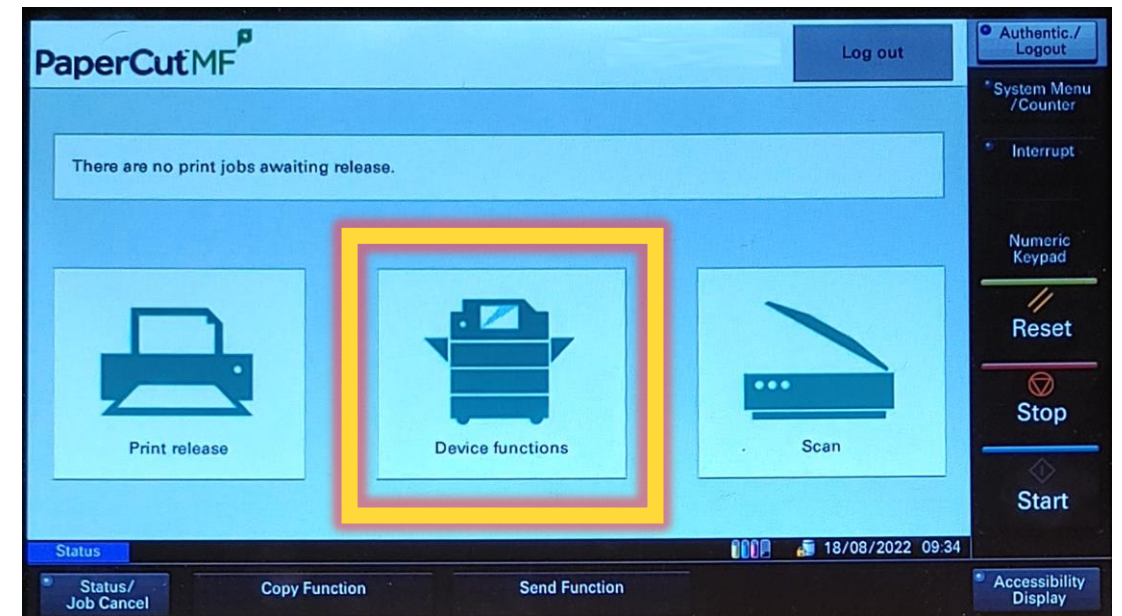 PaperCut MF
Log out
Authentic./
Logout
System Menu
/Counter
Interrupt
There are no print jobs awaiting release.
Numeric
Keypad
Reset
Stop
Start
Print release
Device functions
Scan
Status
18/08/2022 09:34
Status/
Job Cancel
Copy Function
Send Function
Accessibility
Display